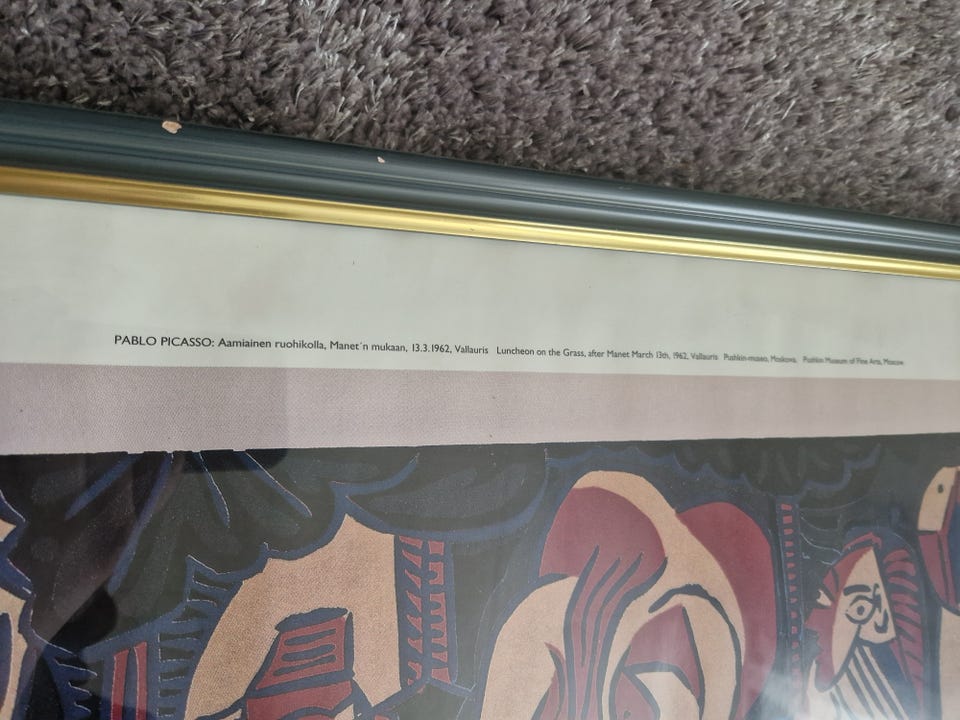 PABLO PICASSO: Aamiainen ruohikolla, Manet´n mukaan, 13.3.1962, Vallauris Luncheon on the Grass, after Manet March 13th, 1962, Vallauris Pushkin-museo, Moskova. Pushkin Museum of Fine Arts, Moscow